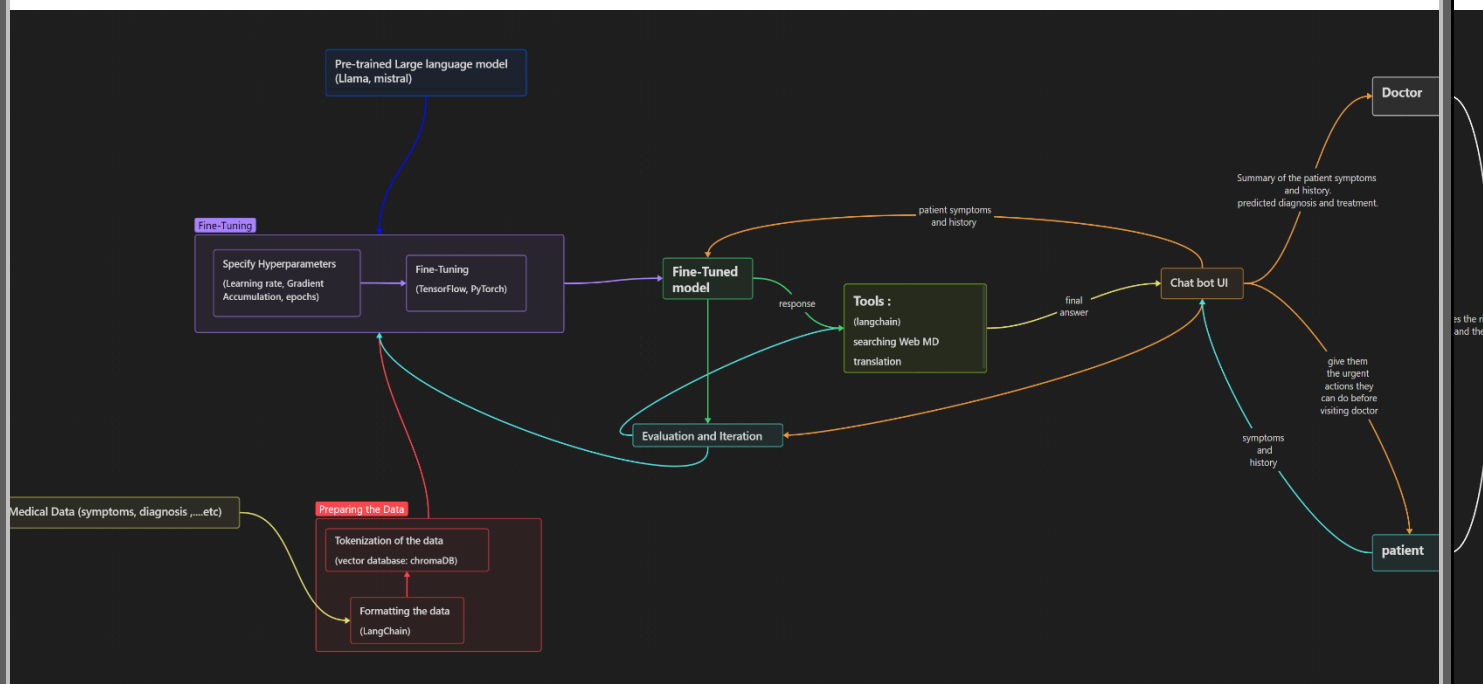 Pre-trained Large language model
(Llama, mistral)
Doctor
Summary of the patient symptoms
and history.
predicted diagnosis and treatment.
patient symptoms
and history
Fine-Tuning
Specify Hyperparameters
(Learning rate, Gradient
Accumulation, epochs)
Fine-Tuning
(TensorFlow, PyTorch)
Fine-Tuned
model
response
Tools :
(langchain)
searching Web MD
translation
final
answer
Chat bot UI
and the
give them
the urgent
actions they
can do before
visiting doctor
Evaluation and Iteration
symptoms
and
history
Medical Data (symptoms, diagnosis ,....etc)
Preparing the Data
Tokenization of the data
(vector database: chromaDB)
Formatting the data
(LangChain)
patient